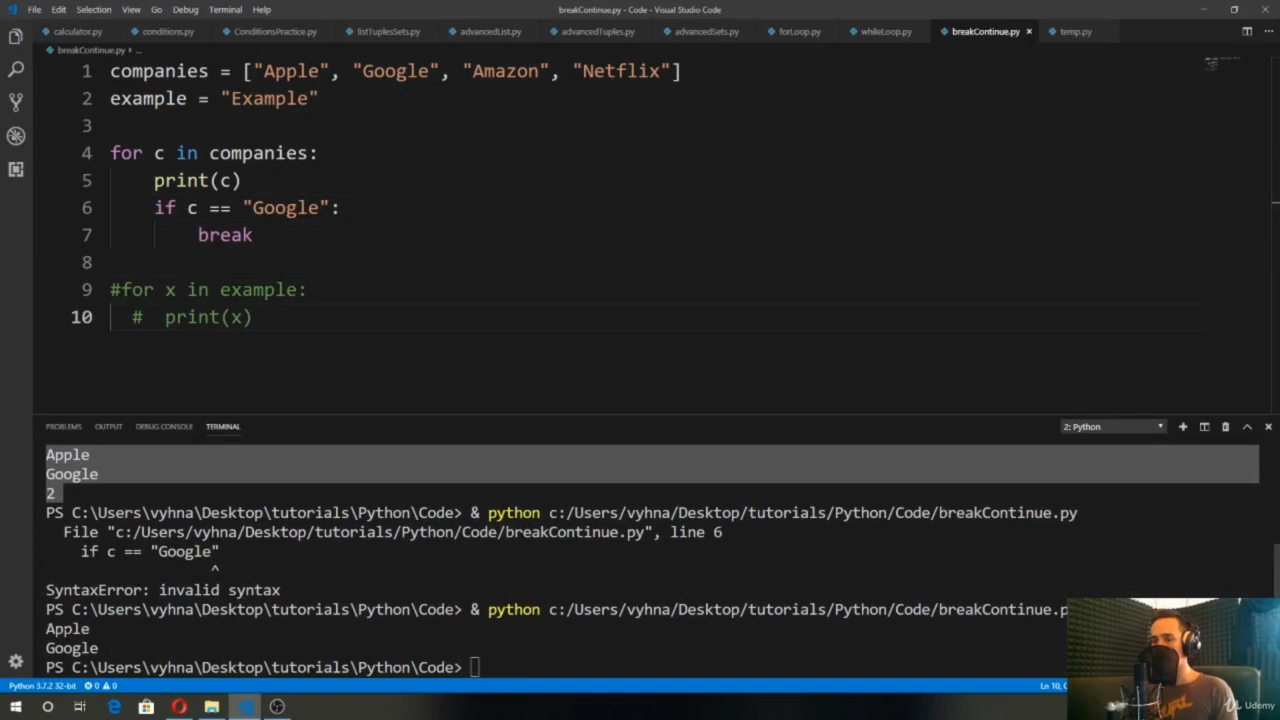 File Edit Selection View Go Debug Terminal Help breakContinue.py - Code - Visual Studio Code
calculator.py conditions.py ConditionsPractice.py listTuplesSets.py advancedList.py advancedTuples.py advancedSets.py forLoop.py whileLoop.py breakContinue.py × temp.py ...
breakContinue.py › ...
1 companies = ["Apple", "Google", "Amazon", "Netflix"]
2 example = "Example"
3
4 for c in companies:
5 print(c)
6 if c == "Google":
7 break
8
9 #for x in example:
10 # print(x)
PROBLEMS OUTPUT DEBUG CONSOLE TERMINAL 2: Python
Apple
Google
2
PS C:\Users\vyhna\Desktop\tutorials\Python\Code> & python c:/Users/vyhna/Desktop/tutorials/Python/Code/breakContinue.py
File "c:/Users/vyhna/Desktop/tutorials/Python/Code/breakContinue.py", line 6
if c == "Google"
^
SyntaxError: invalid syntax
PS C:\Users\vyhna\Desktop\tutorials\Python\Code> & python c:/Users/vyhna/Desktop/tutorials/Python/Code/breakContinue.p
Apple
Google
PS C:\Users\vyhna\Desktop\tutorials\Python\Code>
Python 3.7.2 32-bit 0 0 Ln 10, C
Udemy